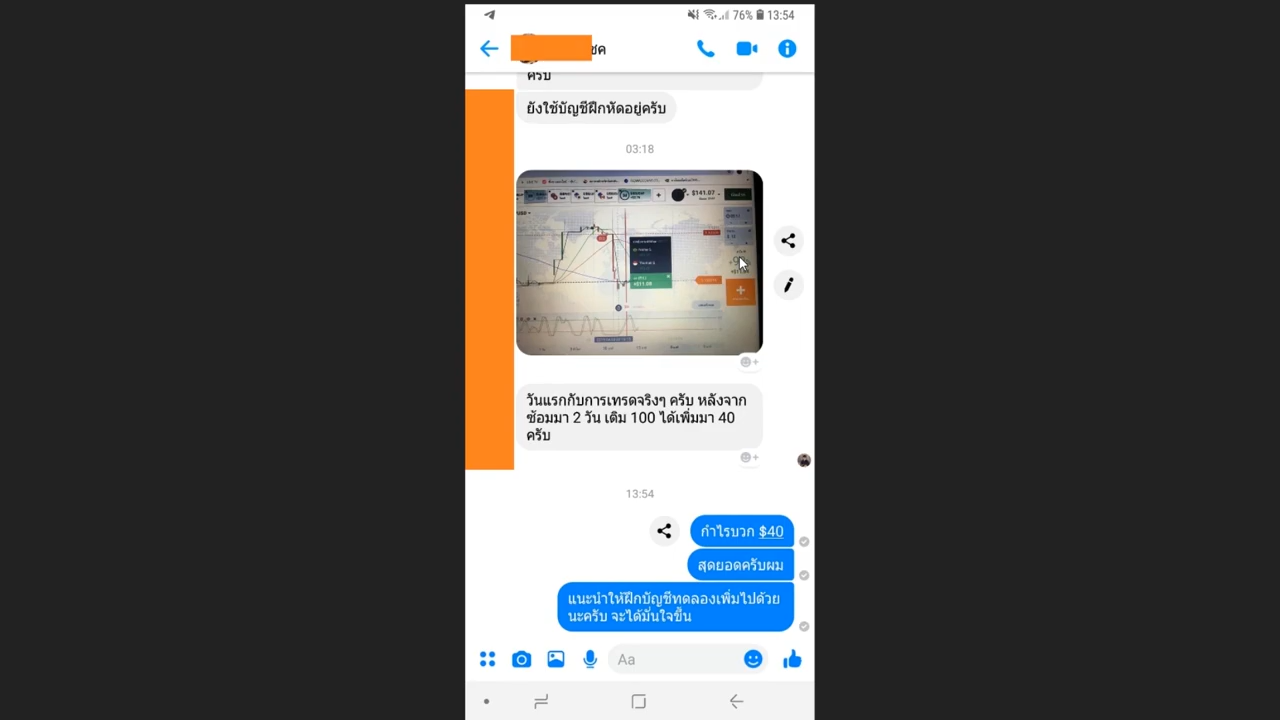 76% 13:54
ชค
ครับ
ยังใช้บัญชีฝึกหัดอยู่ครับ
03:18
$141.07
+$11.08
วันแรกกับการเทรดจริงๆ ครับ หลังจาก
ซ้อมมา 2 วัน เติม 100 ได้เพิ่มมา 40
ครับ
13:54
กำไรบวก $40
สุดยอดครับผม
แนะนำให้ฝึกบัญชีทดลองเพิ่มไปด้วย
นะครับ จะได้มั่นใจขึ้น
Aa